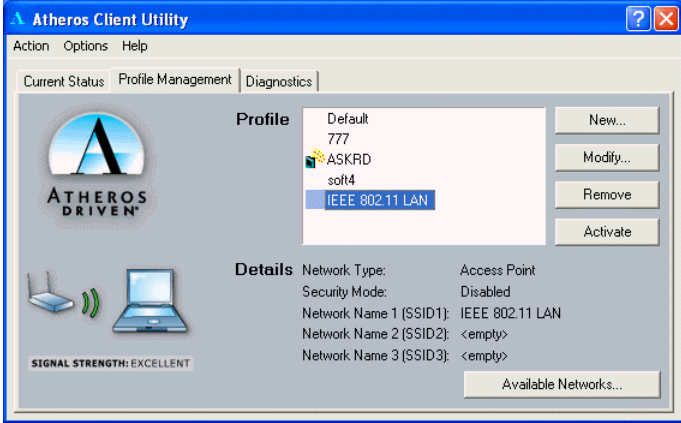 Atheros Client Utility
Action Options Help
Current Status Profile Management Diagnostics
ATHEROS
DRIVEN
SIGNAL STRENGTH: EXCELLENT
Profile
Default
777
ASKRD
soft4
IEEE 802.11 LAN
New...
Modify...
Remove
Activate
Details
Network Type: Access Point
Security Mode: Disabled
Network Name 1 (SSID1): IEEE 802.11 LAN
Network Name 2 (SSID2): <empty>
Network Name 3 (SSID3): <empty>
Available Networks...